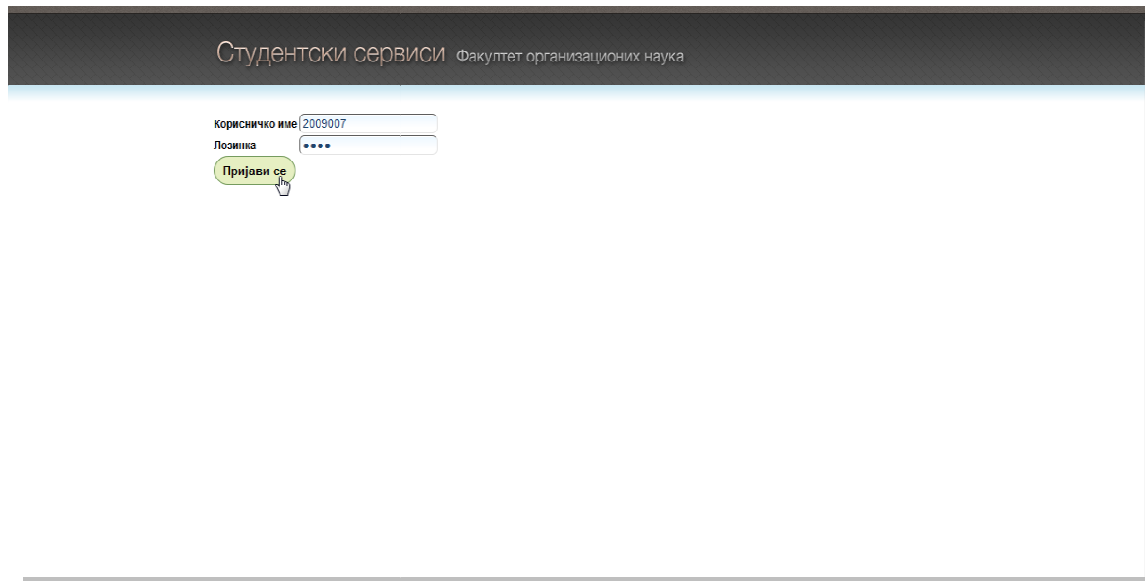 Студентски сервиси Факултет организационих наука
Корисничко име 2009007
Лозинка ••••
Пријави се